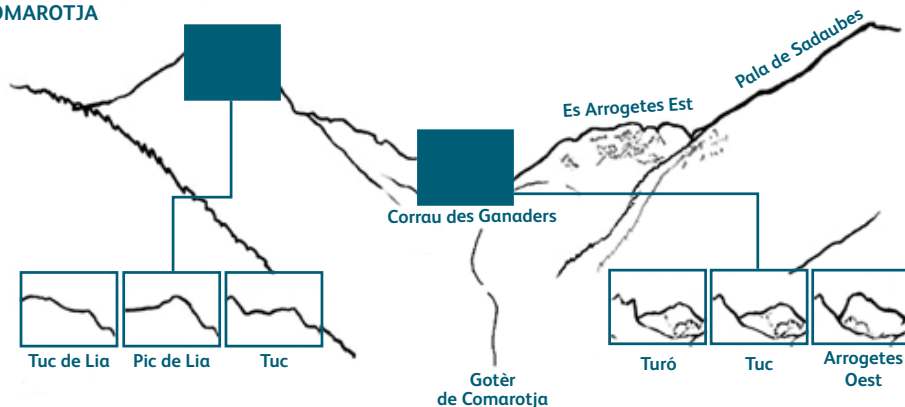 OMAROTJA
Pala de Sadaubes
Es Arrogetes Est
Corrau des Ganaders
Tuc de Lia
Pic de Lia
Tuc
Turó
Tuc
Arrogetes
Oest
Gotèr
de Comarotja